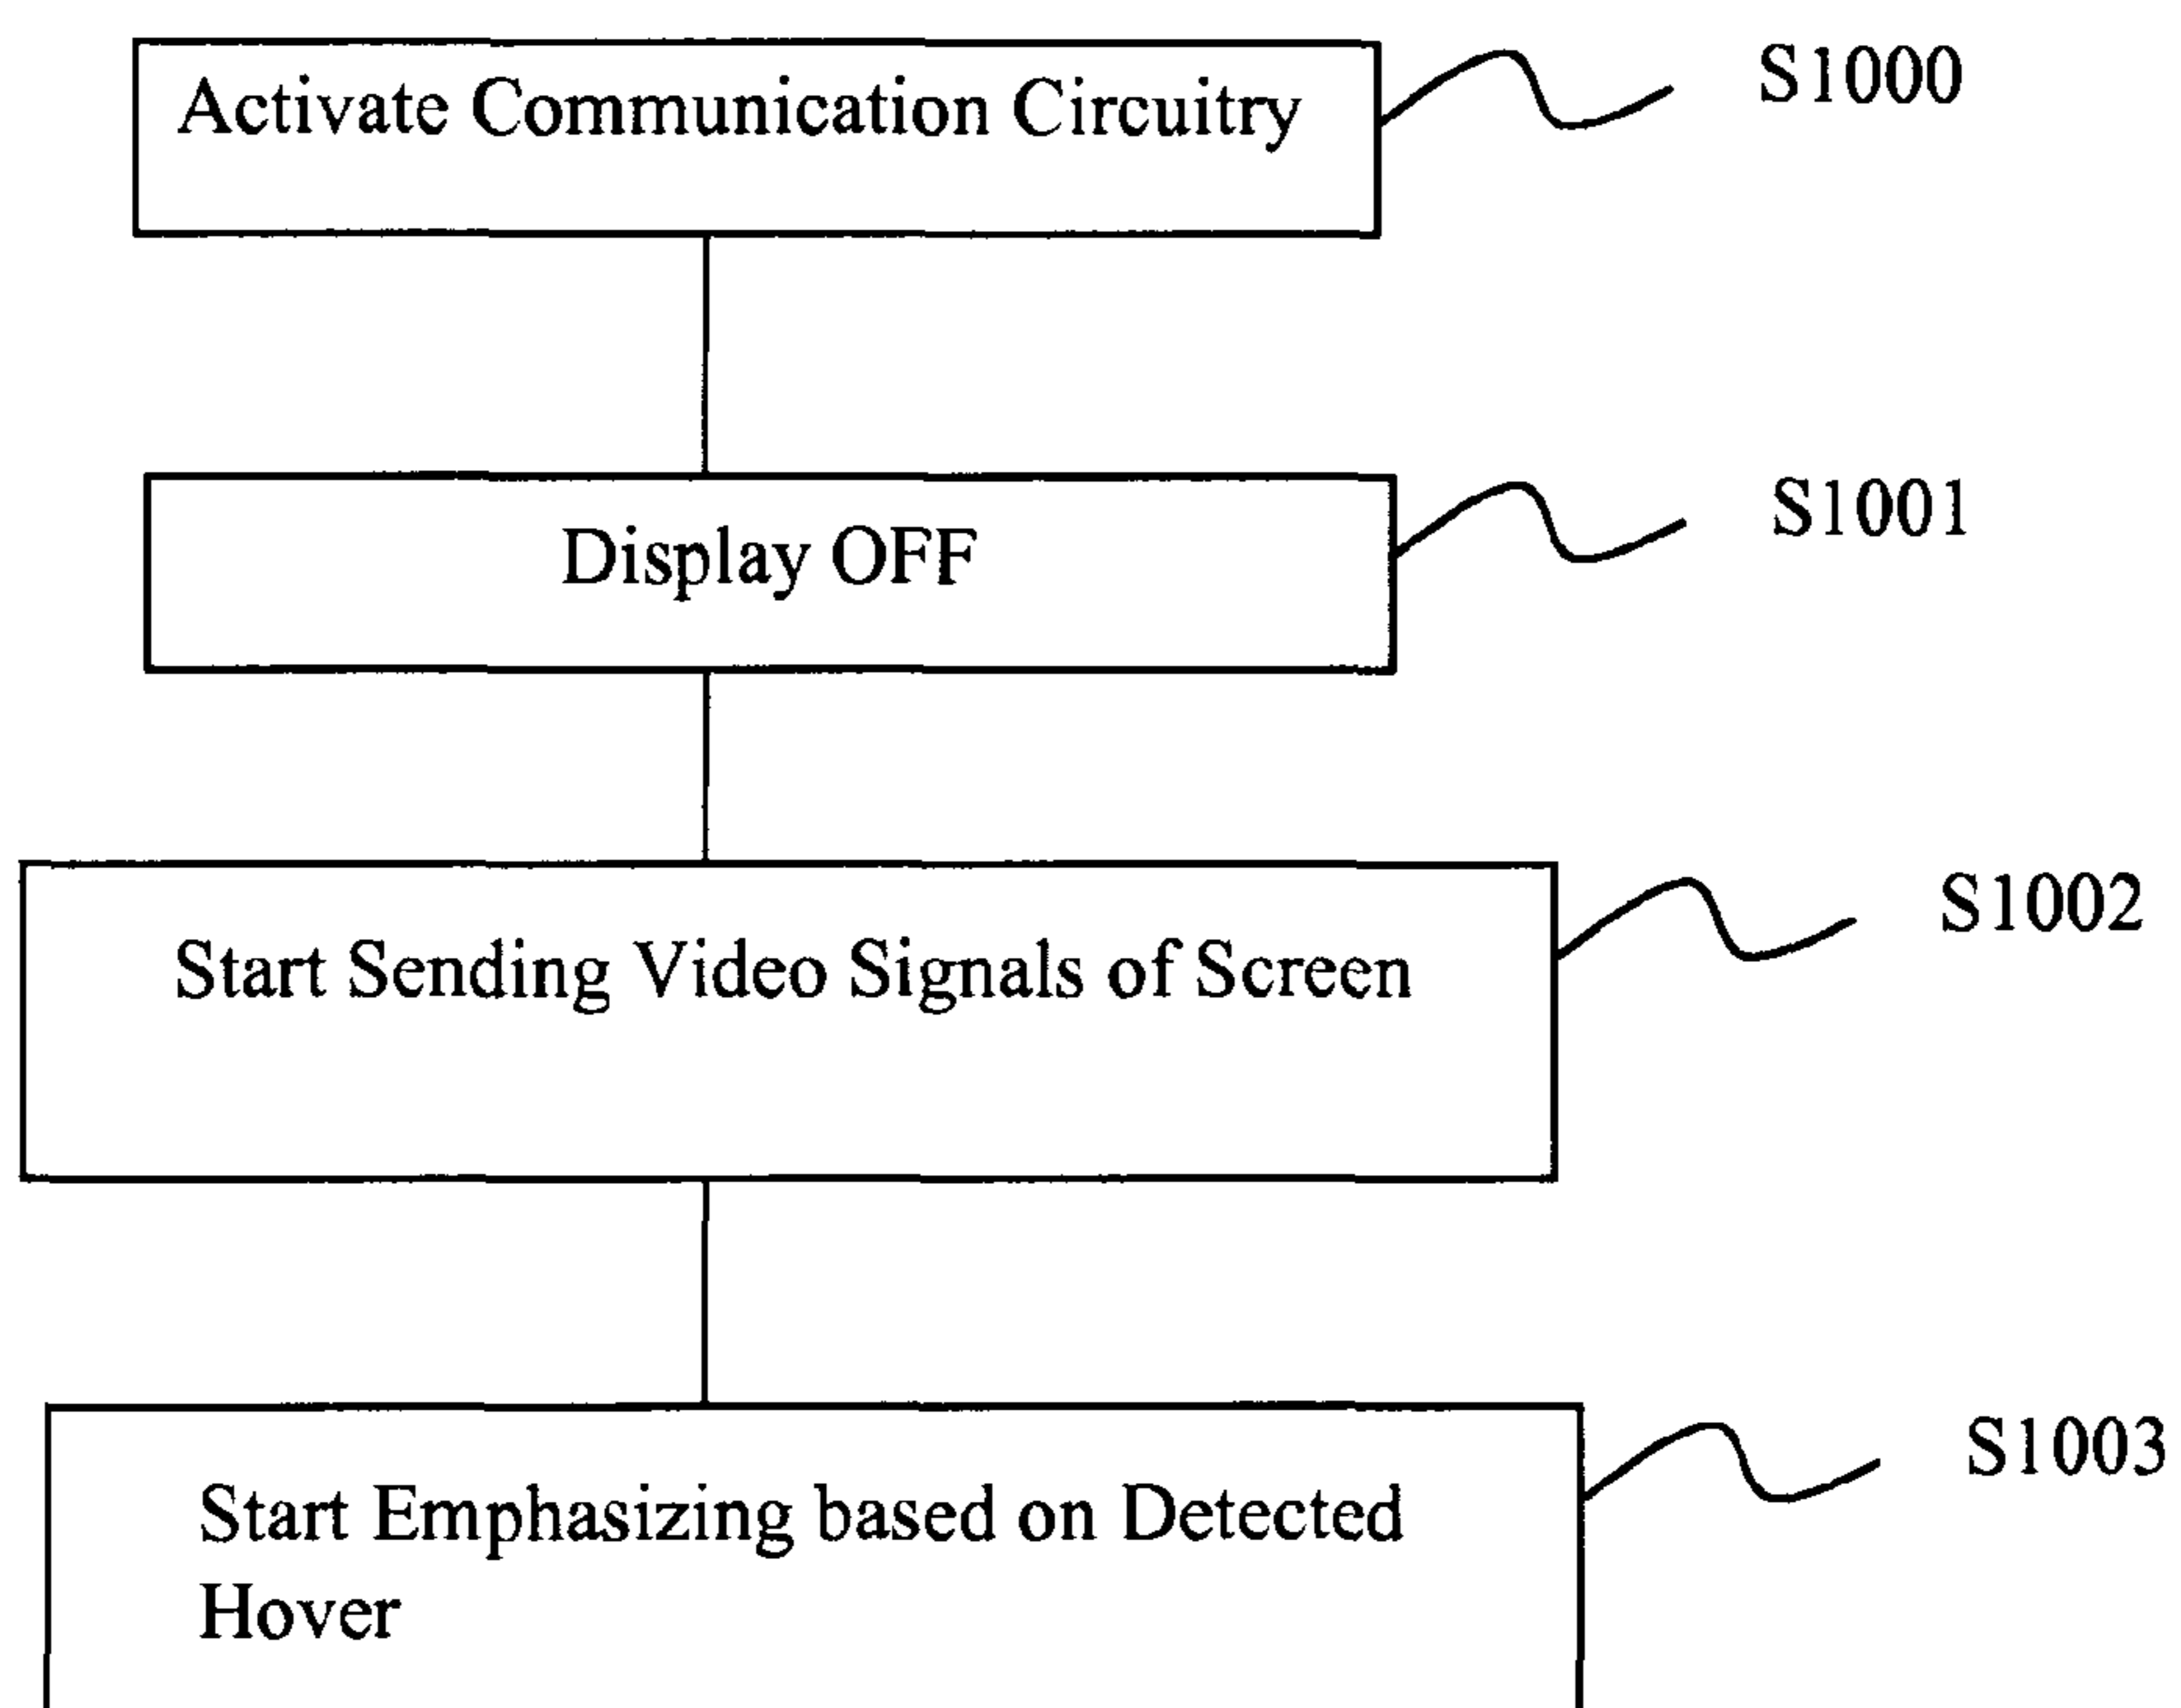 Activate Communication Circuitry
S1000
Display OFF
S1001
Start Sending Video Signals of Screen
S1002
Start Emphasizing based on Detected
Hover
S1003